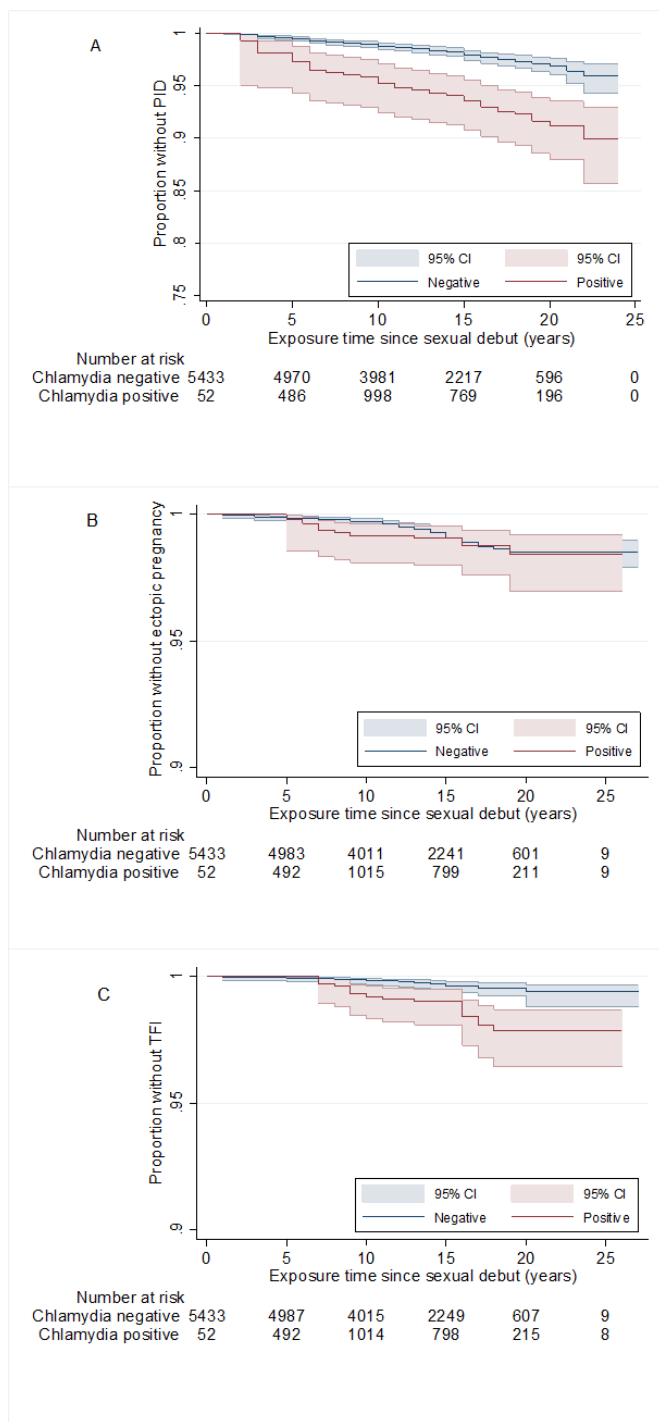 A
Proportion without PID
1
.95
.9
.85
.8
.75
95% CI 95% CI
Negative Positive
0 5 10 15 20 25
Exposure time since sexual debut (years)
Number at risk
Chlamydia negative 5433 4970 3981 2217 596 0
Chlamydia positive 52 486 998 769 196 0
B
Proportion without ectopic pregnancy
1
.95
.9
95% CI 95% CI
Negative Positive
0 5 10 15 20 25
Exposure time since sexual debut (years)
Number at risk
Chlamydia negative 5433 4983 4011 2241 601 9
Chlamydia positive 52 492 1015 799 211 9
C
Proportion without TFI
1
.95
.9
95% CI 95% CI
Negative Positive
0 5 10 15 20 25
Exposure time since sexual debut (years)
Number at risk
Chlamydia negative 5433 4987 4015 2249 607 9
Chlamydia positive 52 492 1014 798 215 8